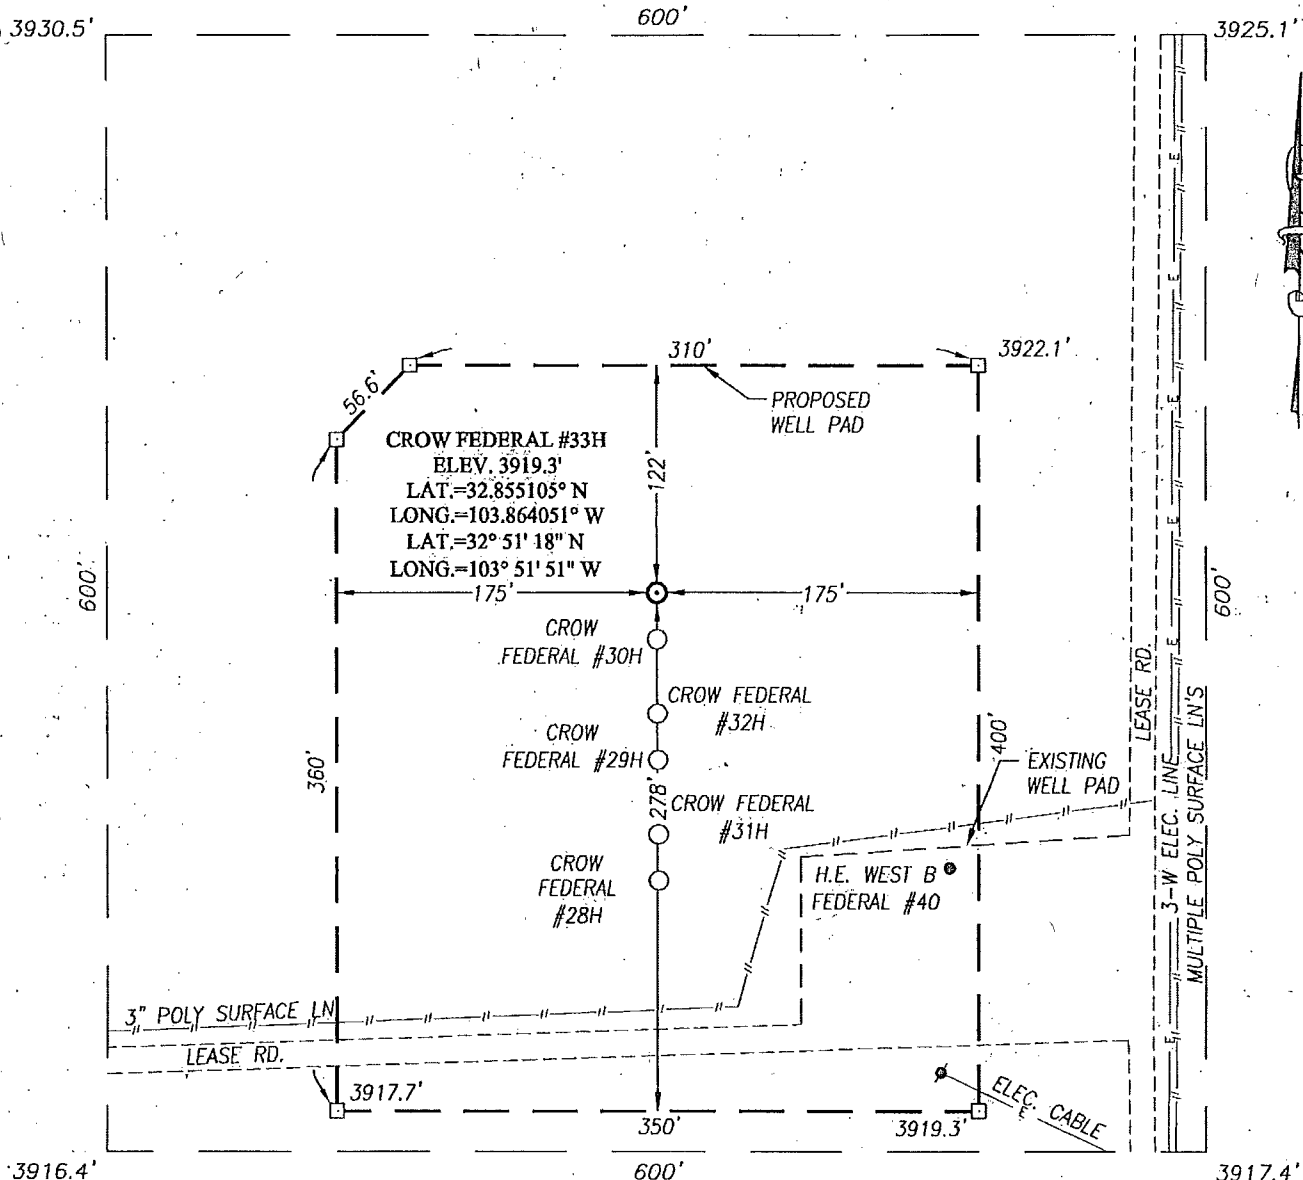 600'
3930.5'
3925.1'
310'
3922.1'
56.6'
PROPOSED
WELL PAD
CROW FEDERAL #33H
ELEV. 3919.3'
LAT.=32.855105° N
LONG.=103.864051° W
LAT.=32° 51' 18" N
LONG.=103° 51' 51" W
122'
600'
175'
175'
600'
CROW
FEDERAL #30H
CROW FEDERAL
#32H
CROW
FEDERAL #29H
278'
CROW FEDERAL
#31H
CROW
FEDERAL
#28H
360'
400'
EXISTING
WELL PAD
LEASE RD.
3-W ELEC. LINE
MULTIPLE POLY SURFACE LN'S
E
E
E
E
E
E
H.E. WEST B
FEDERAL #40
3" POLY SURFACE LN
LEASE RD.
3917.7'
350'
3919.3'
ELEC. CABLE
E
3916.4'
600'
3917.4'